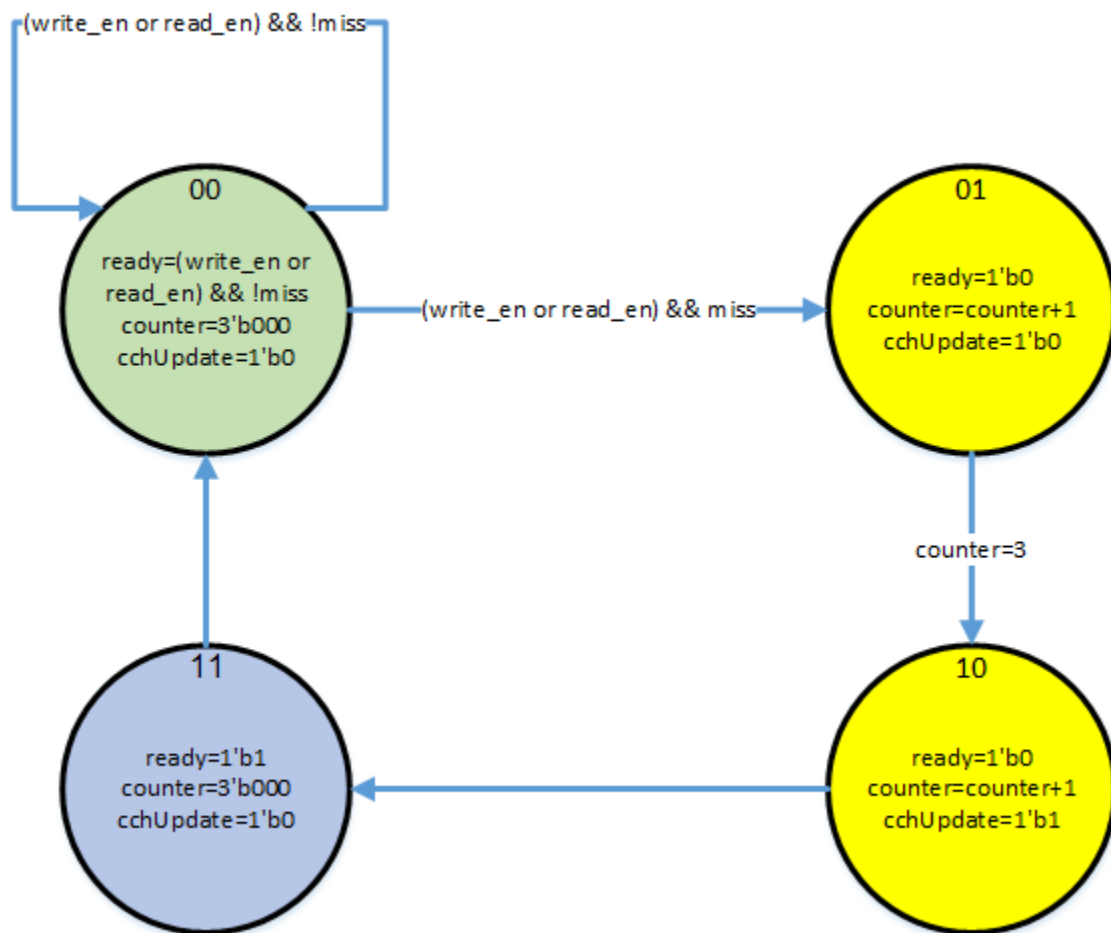 (write_en or read_en) && !miss
00
ready=(write_en or
read_en) && !miss
counter=3'b000
cchUpdate=1'b0
(write_en or read_en) && miss
01
ready=1'b0
counter=counter+1
cchUpdate=1'b0
counter=3
11
ready=1'b1
counter=3'b000
cchUpdate=1'b0
10
ready=1'b0
counter=counter+1
cchUpdate=1'b1